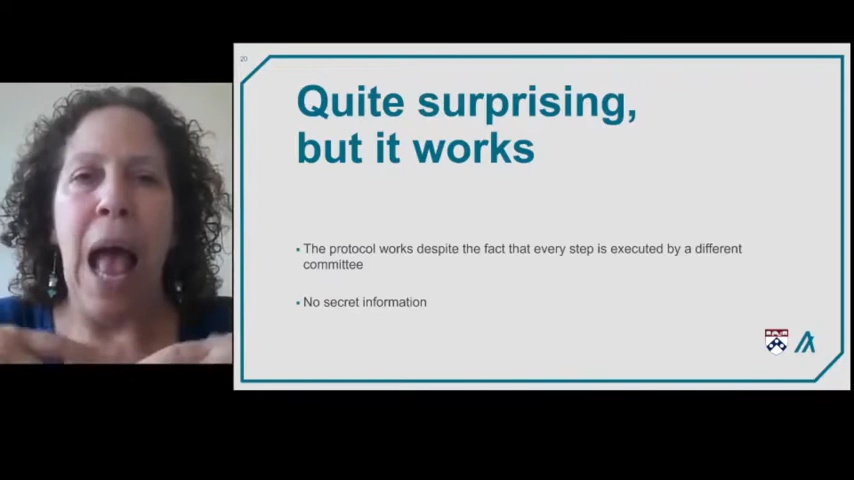 20
Quite surprising,
but it works
▪ The protocol works despite the fact that every step is executed by a different
committee
▪ No secret information